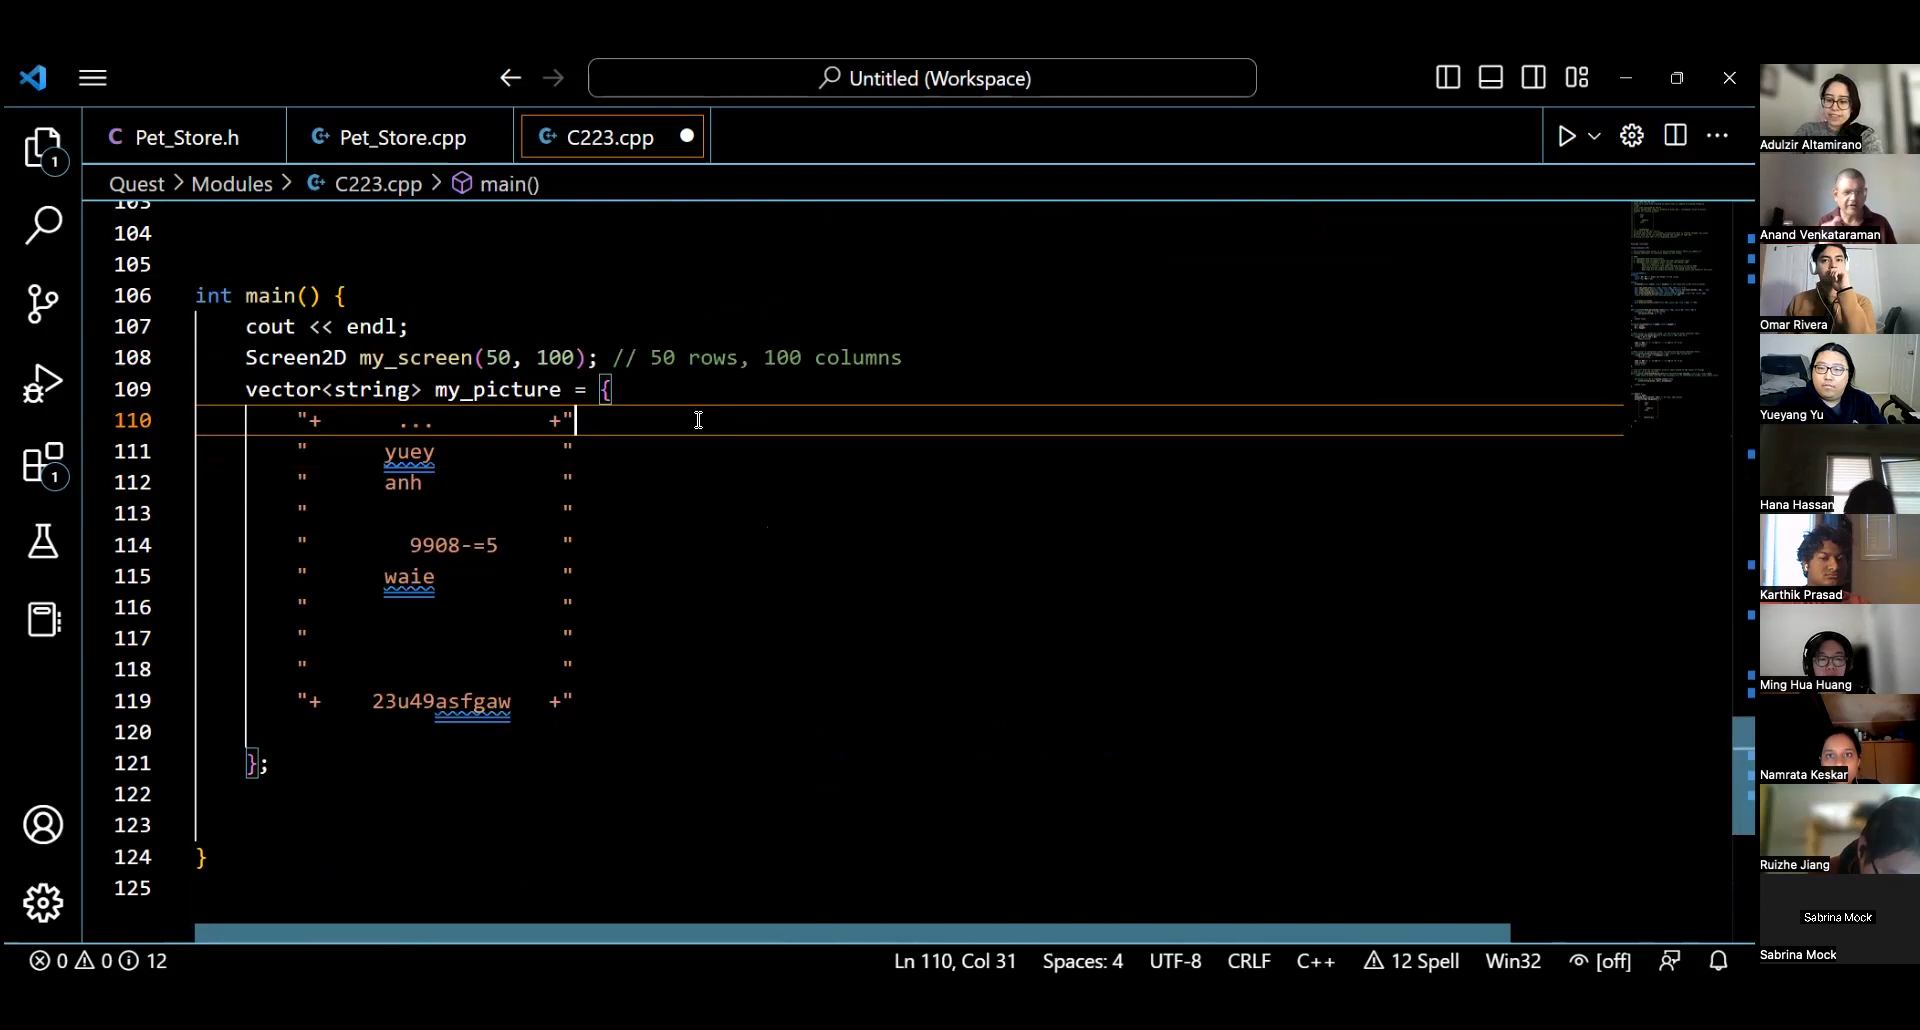 Untitled (Workspace)
C Pet_Store.h
Pet_Store.cpp
C223.cpp
Quest > Modules > C223.cpp > main()
103
104
105
106 int main() {
107 cout << endl;
108 Screen2D my_screen(50, 100); // 50 rows, 100 columns
109 vector<string> my_picture = {
110 "+      ...         +"
111 "      yuey          "
112 "      anh           "
113 "                    "
114 "        9908-=5     "
115 "      waie          "
116 "                    "
117 "                    "
118 "                    "
119 "+    23u49asfgaw   +"
120
121 };
122
123
124 }
125
1
1
0 0 12
Ln 110, Col 31
Spaces: 4
UTF-8
CRLF
C++
12 Spell
Win32
[off]
Adulzir Altamirano
Anand Venkataraman
Omar Rivera
Yueyang Yu
Hana Hassan
Karthik Prasad
Ming Hua Huang
Namrata Keskar
Ruizhe Jiang
Sabrina Mock
Sabrina Mock